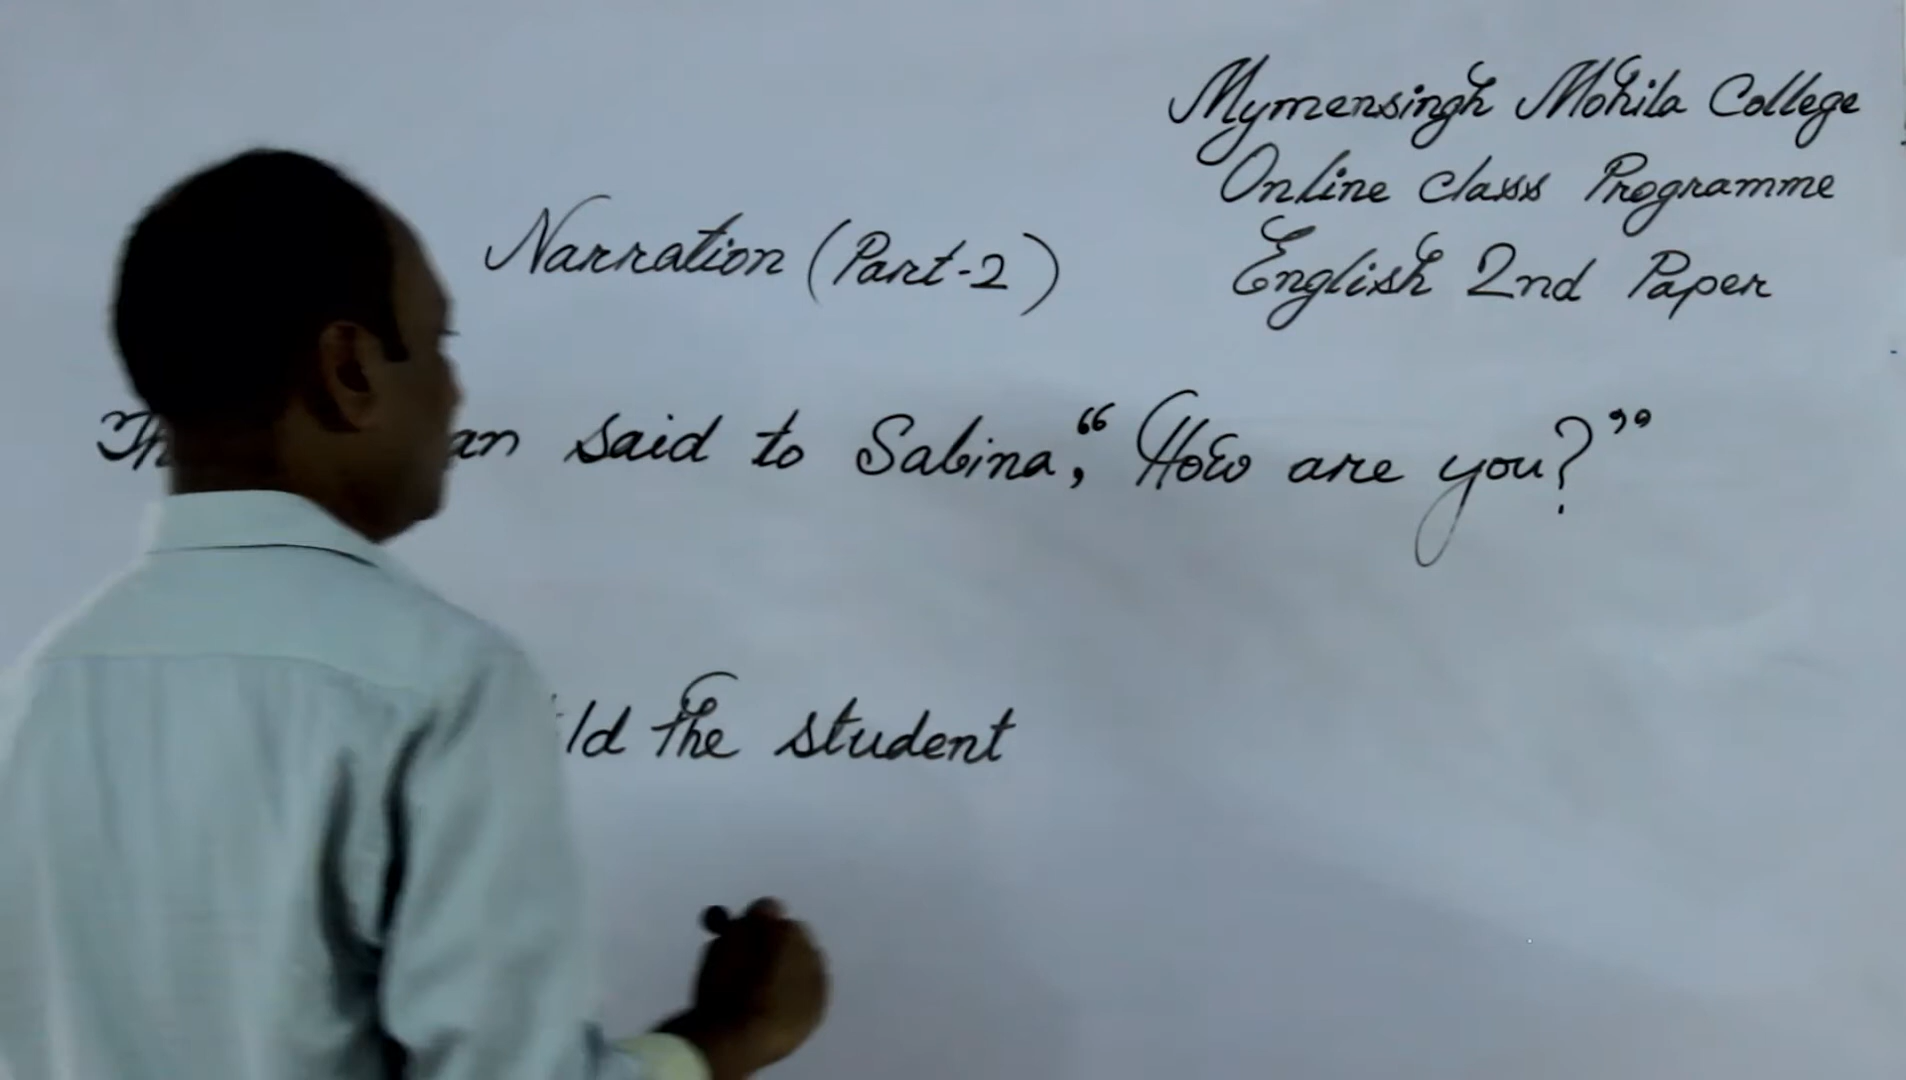 Mymensingh Mohila College
Online class Programme
English 2nd Paper
Narration (Part-2)
said to Sabina, “How are you?”
the student